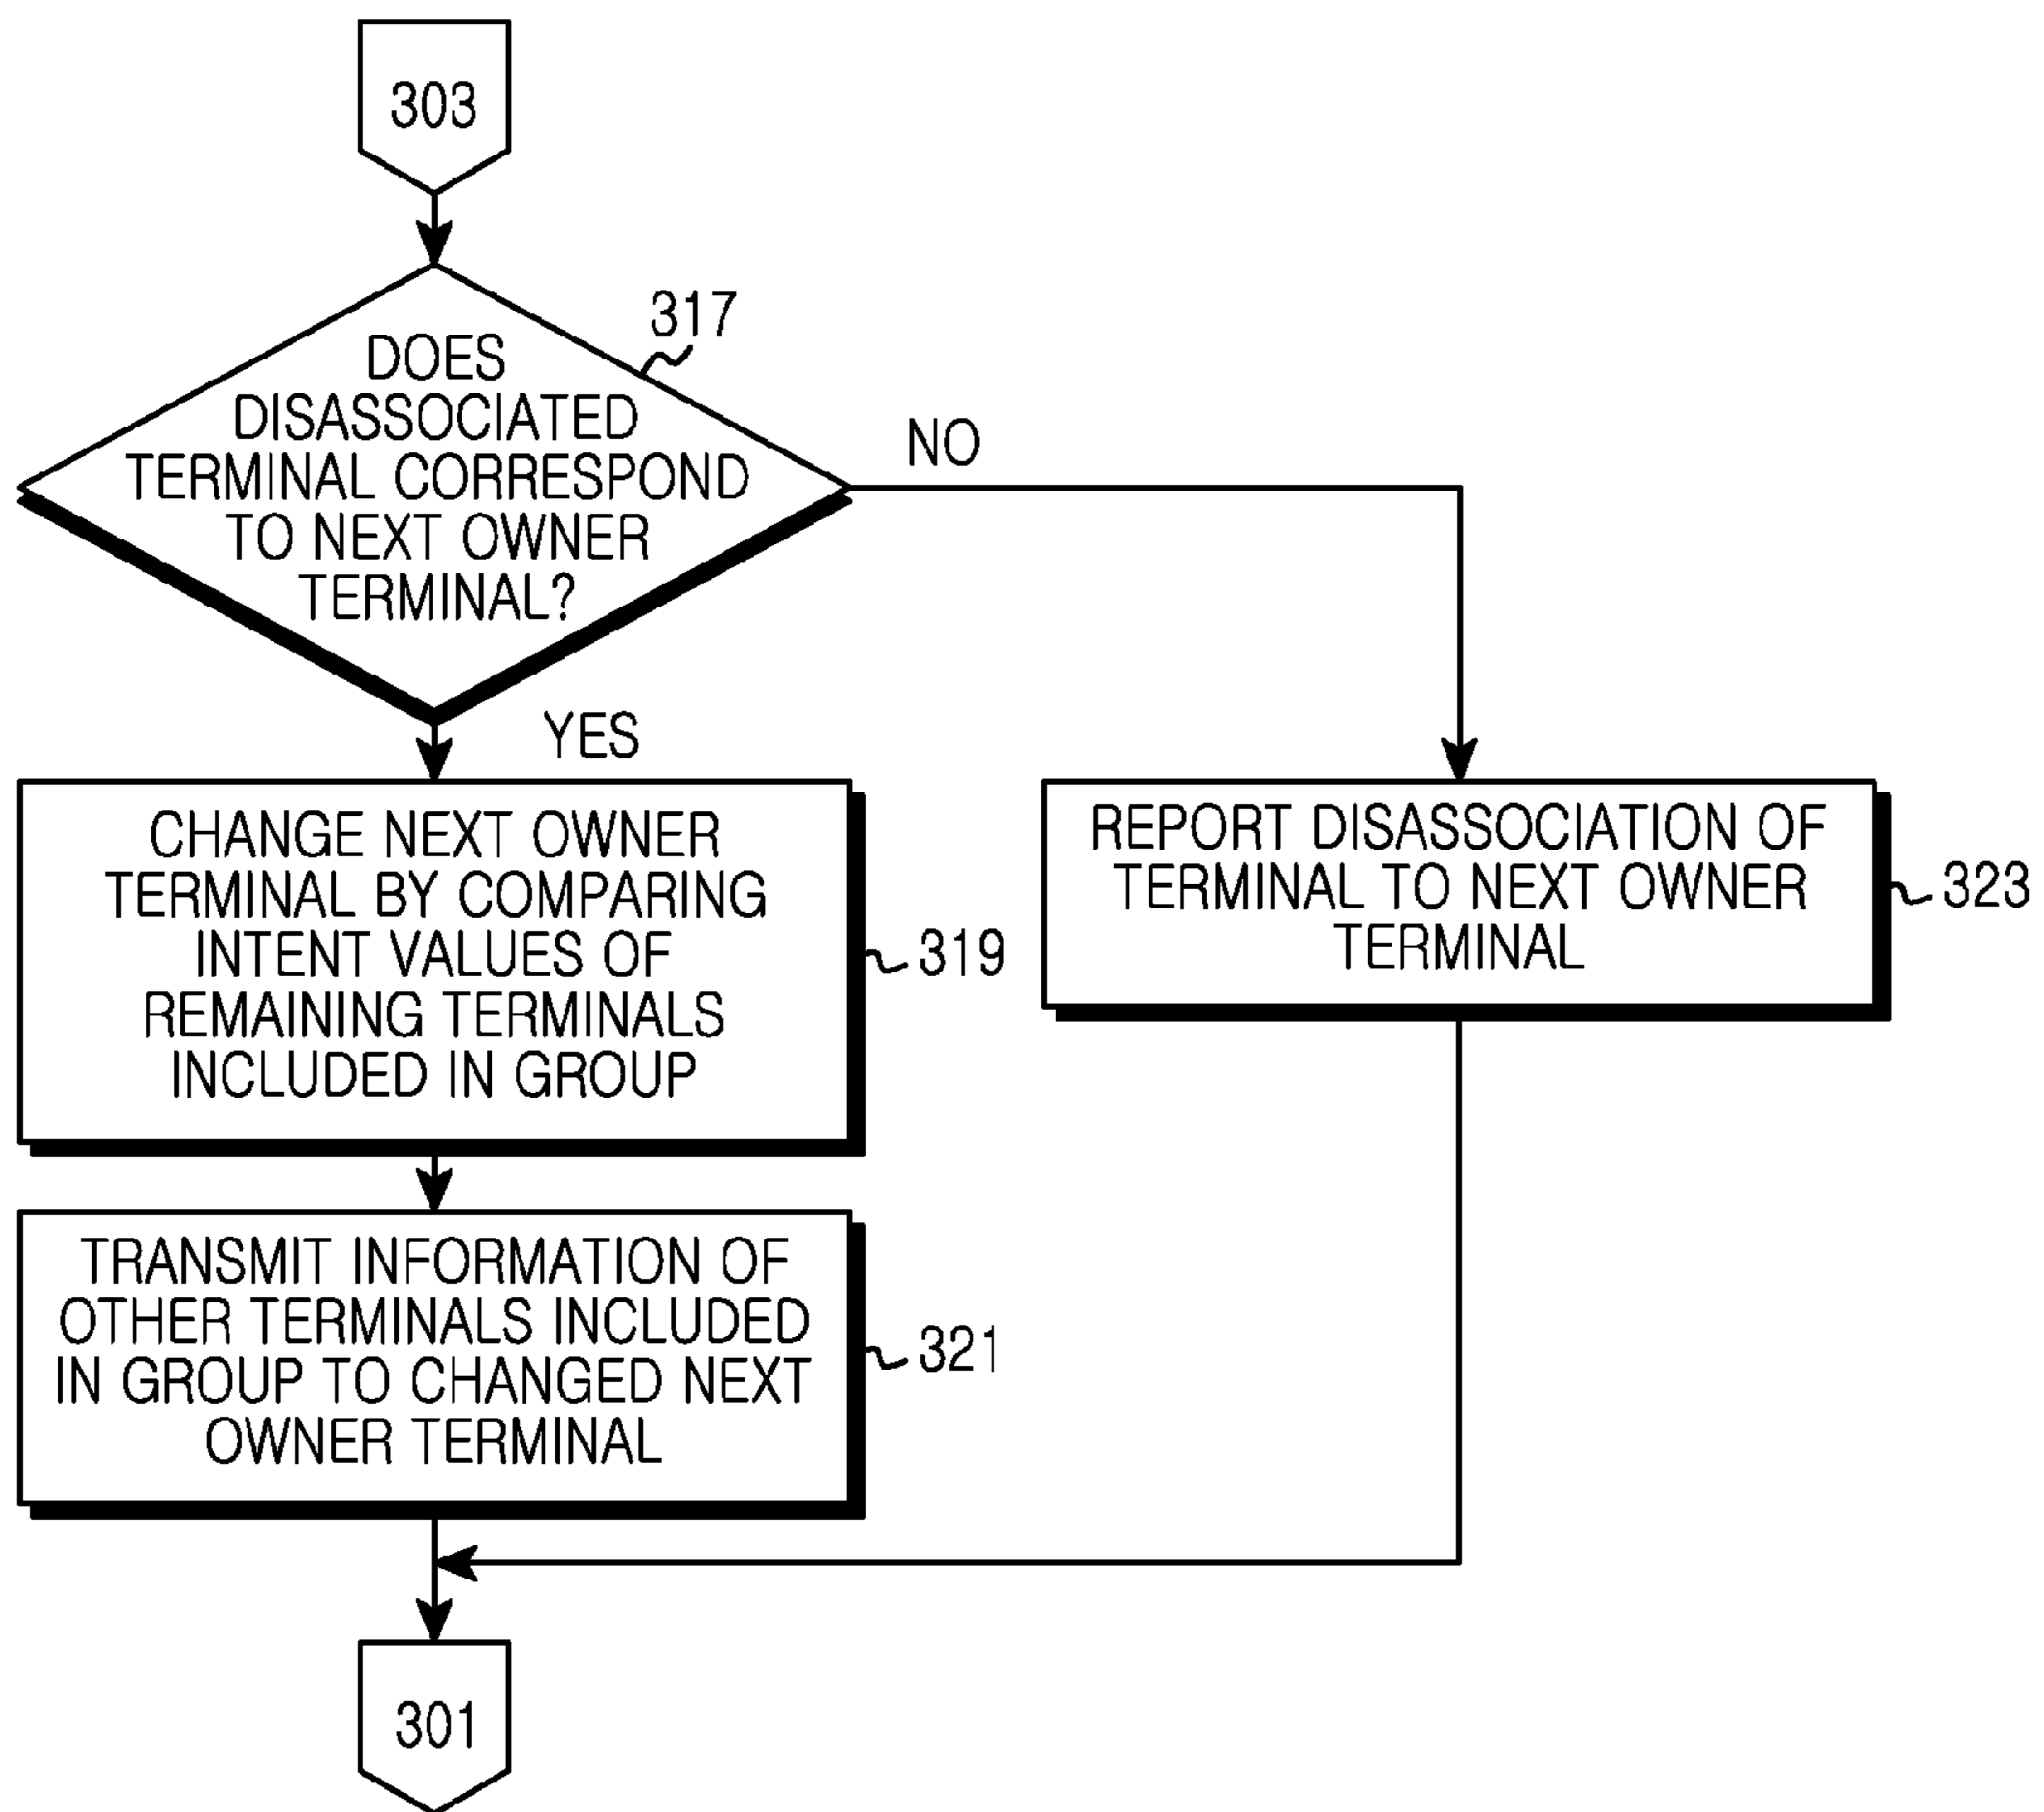 303
317
DOES
DISASSOCIATED
TERMINAL CORRESPOND
TO NEXT OWNER
TERMINAL?
NO
YES
CHANGE NEXT OWNER
TERMINAL BY COMPARING
INTENT VALUES OF
REMAINING TERMINALS
INCLUDED IN GROUP
319
REPORT DISASSOCIATION OF
TERMINAL TO NEXT OWNER
TERMINAL
323
TRANSMIT INFORMATION OF
OTHER TERMINALS INCLUDED
IN GROUP TO CHANGED NEXT
OWNER TERMINAL
321
301